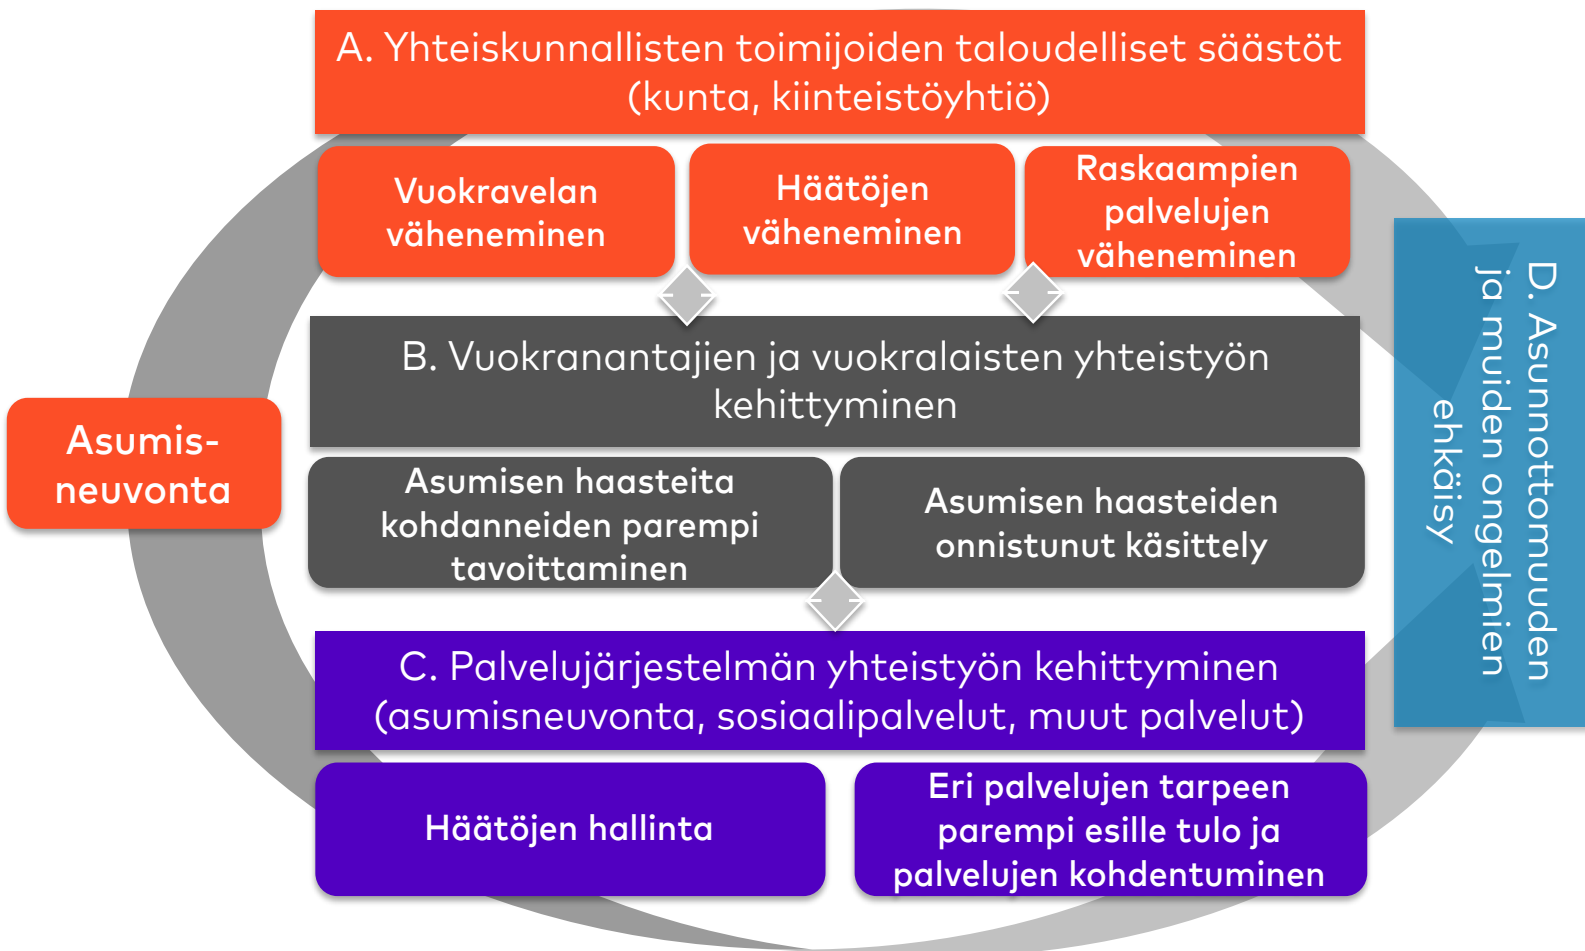 A. Yhteiskunnallisten toimijoiden taloudelliset säästöt
(kunta, kiinteistöyhtiö)
Vuokravelan
väheneminen
Häätöjen
väheneminen
Raskaampien
palvelujen
väheneminen
B. Vuokranantajien ja vuokralaisten yhteistyön
kehittyminen
Asumisen haasteita
kohdanneiden parempi
tavoittaminen
Asumisen haasteiden
onnistunut käsittely
Asumis-
neuvonta
C. Palvelujärjestelmän yhteistyön kehittyminen
(asumisneuvonta, sosiaalipalvelut, muut palvelut)
Häätöjen hallinta
Eri palvelujen tarpeen
parempi esille tulo ja
palvelujen kohdentuminen
D. Asunnottomuuden
ja muiden ongelmien
ehkäisy